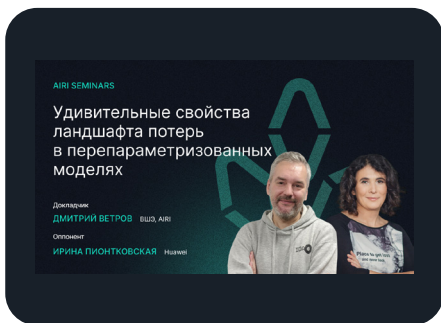 AIRI SEMINARS
Удивительные свойства
ландшафта потерь
в перепараметризованных
моделях
Докладчик
ДМИТРИЙ ВЕТРОВ ВШЭ, AIRI
Оппонент
ИРИНА ПИОНТКОВСКАЯ Huawei